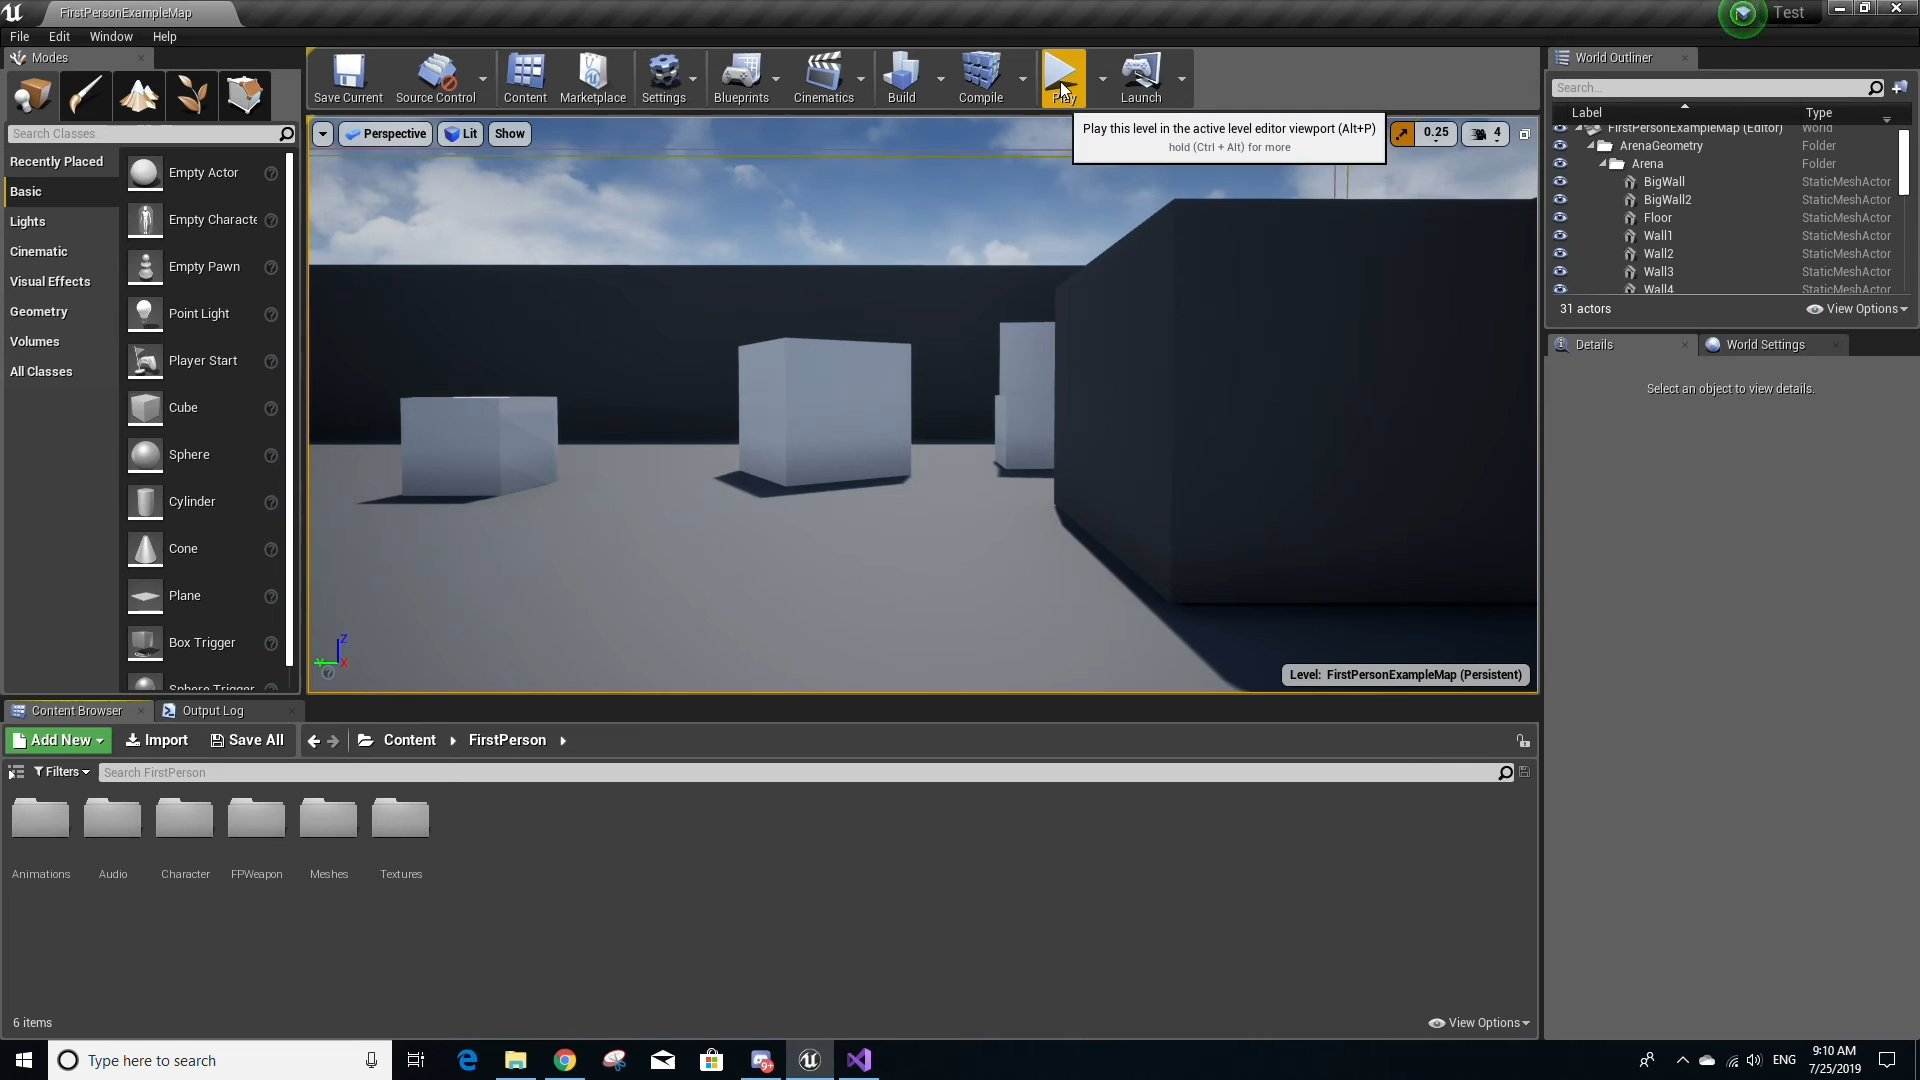 FirstPersonExampleMap
Test
File Edit Window Help
Modes
World Outliner
Save Current Source Control Content Marketplace Settings Blueprints Cinematics Build Compile Play Launch
Search Classes
Search...
Label Type
Perspective Lit Show
0.25 4
Play this level in the active level editor viewport (Alt+P)
hold (Ctrl + Alt) for more
FirstPersonExampleMap (Editor) World
ArenaGeometry Folder
Arena Folder
BigWall StaticMeshActor
BigWall2 StaticMeshActor
Floor StaticMeshActor
Wall1 StaticMeshActor
Wall2 StaticMeshActor
Wall3 StaticMeshActor
Wall4 StaticMeshActor
31 actors View Options
Details World Settings
Select an object to view details.
Recently Placed
Basic
Lights
Cinematic
Visual Effects
Geometry
Volumes
All Classes
Empty Actor
Empty Characte
Empty Pawn
Point Light
Player Start
Cube
Sphere
Cylinder
Cone
Plane
Box Trigger
Sphere Trigger
Z
Y X
Level: FirstPersonExampleMap (Persistent)
Content Browser Output Log
Add New Import Save All Content FirstPerson
Filters Search FirstPerson
Animations Audio Character FPWeapon Meshes Textures
6 items View Options
Type here to search
9+
ENG
9:10 AM
7/25/2019